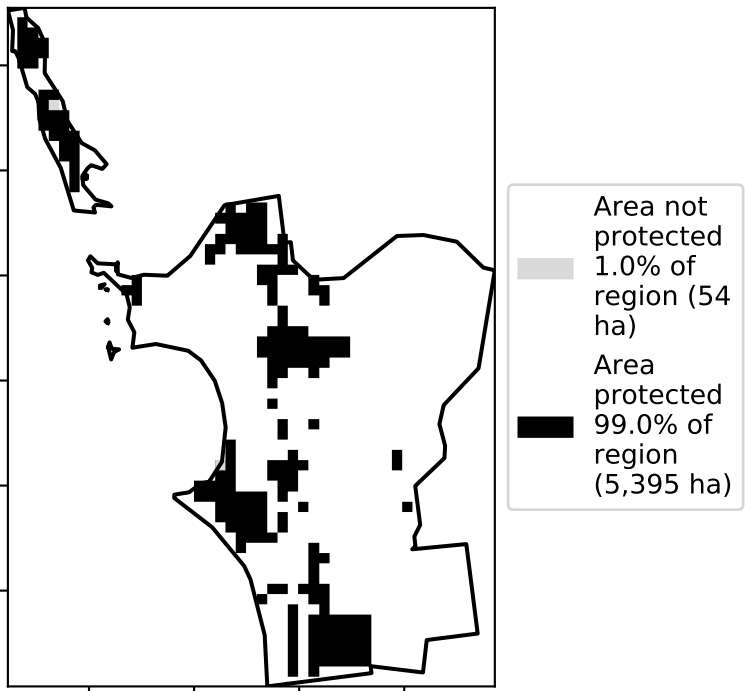 Area not
protected
1.0% of
region (54
ha)
Area
protected
99.0% of
region
(5,395 ha)